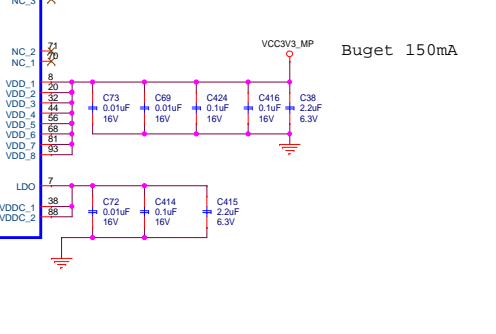 NC_3
NC_2 71
NC_1 70
VCC3V3_MP
Buget 150mA
VDD_1 8
VDD_2 20
VDD_3 32
VDD_4 44
VDD_5 56
VDD_6 68
VDD_7 81
VDD_8 93
C73 C69 C424 C416 C38
0.01uF 0.01uF 0.1uF 0.1uF 2.2uF
16V 16V 16V 16V 6.3V
LDO 7
VDDC_1 38
VDDC_2 88
C72 C414 C415
0.01uF 0.1uF 2.2uF
16V 16V 6.3V